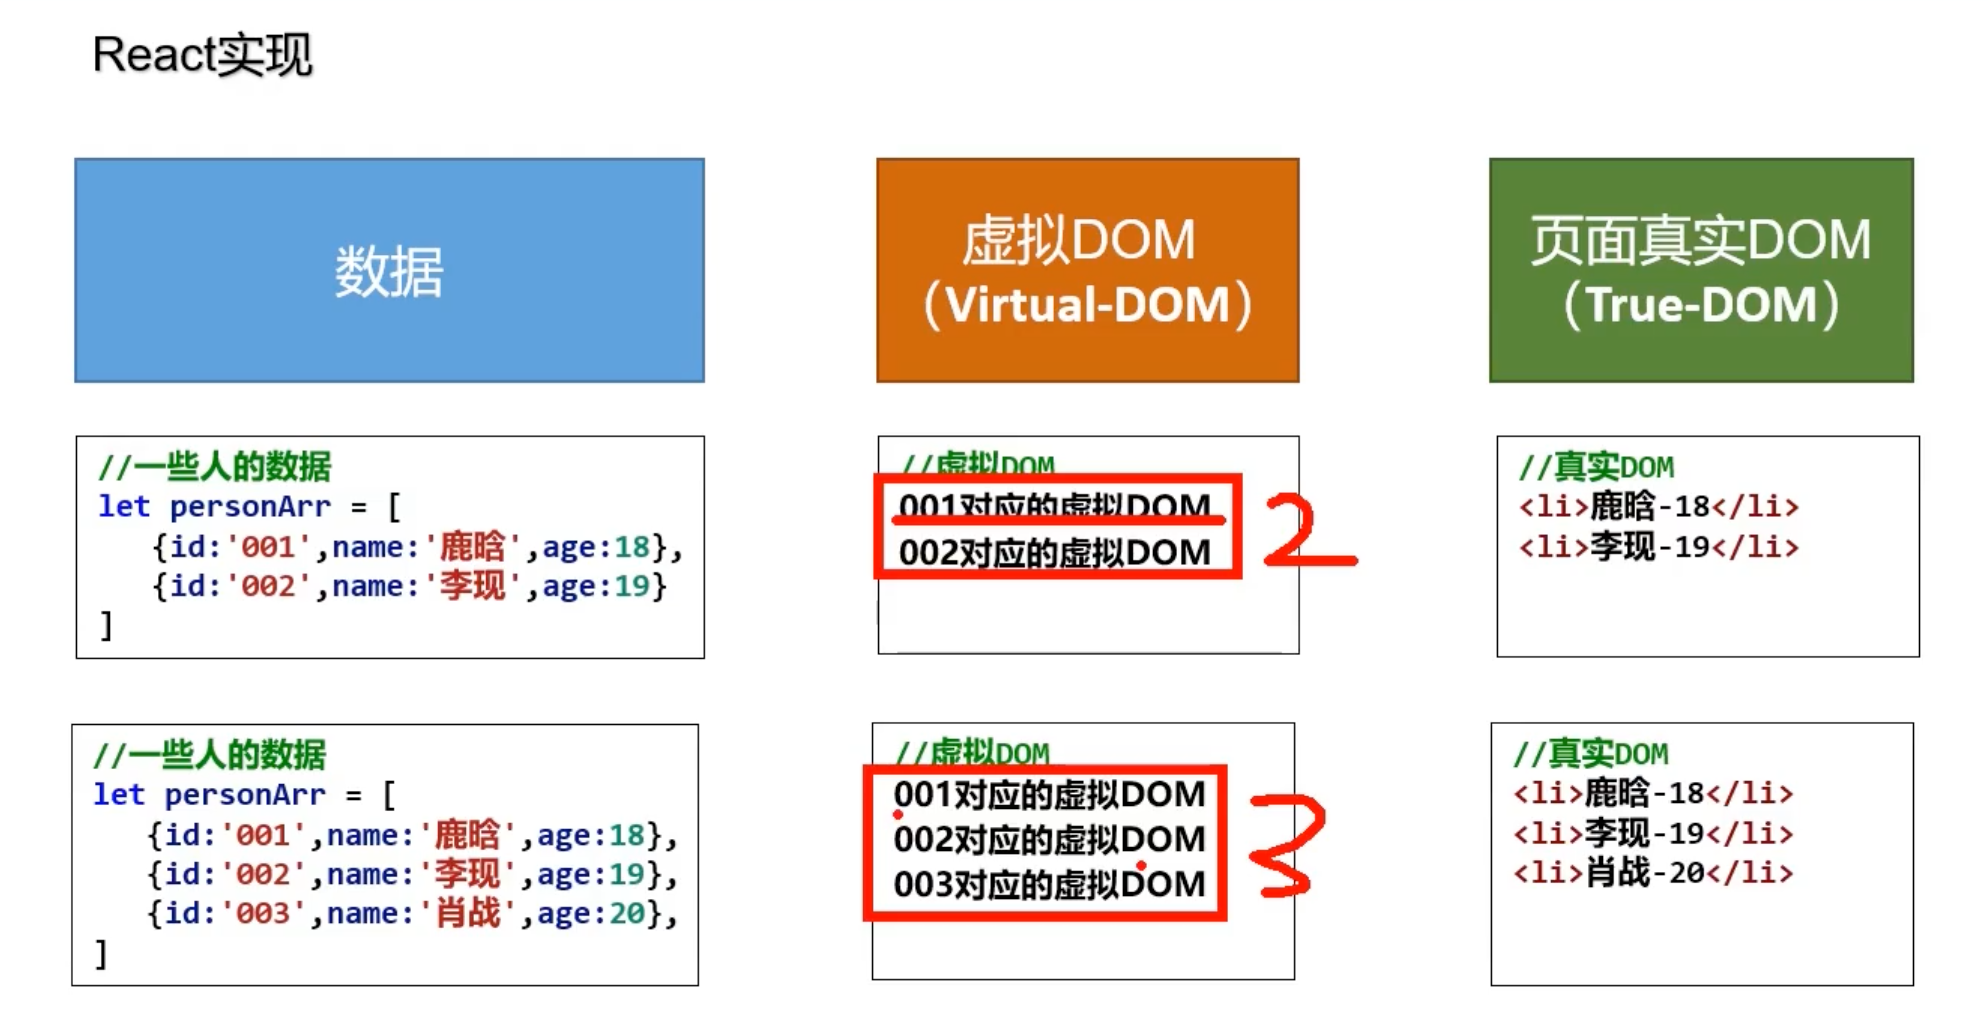 React实现
数据
虚拟DOM
（Virtual-DOM）
页面真实DOM
（True-DOM）
//一些人的数据
let personArr = [
{id:'001',name:'鹿晗',age:18},
{id:'002',name:'李现',age:19}
]
//虚拟DOM
001对应的虚拟DOM
002对应的虚拟DOM
2
//真实DOM
<li>鹿晗-18</li>
<li>李现-19</li>
//一些人的数据
let personArr = [
{id:'001',name:'鹿晗',age:18},
{id:'002',name:'李现',age:19},
{id:'003',name:'肖战',age:20},
]
//虚拟DOM
001对应的虚拟DOM
002对应的虚拟DOM
003对应的虚拟DOM
3
//真实DOM
<li>鹿晗-18</li>
<li>李现-19</li>
<li>肖战-20</li>